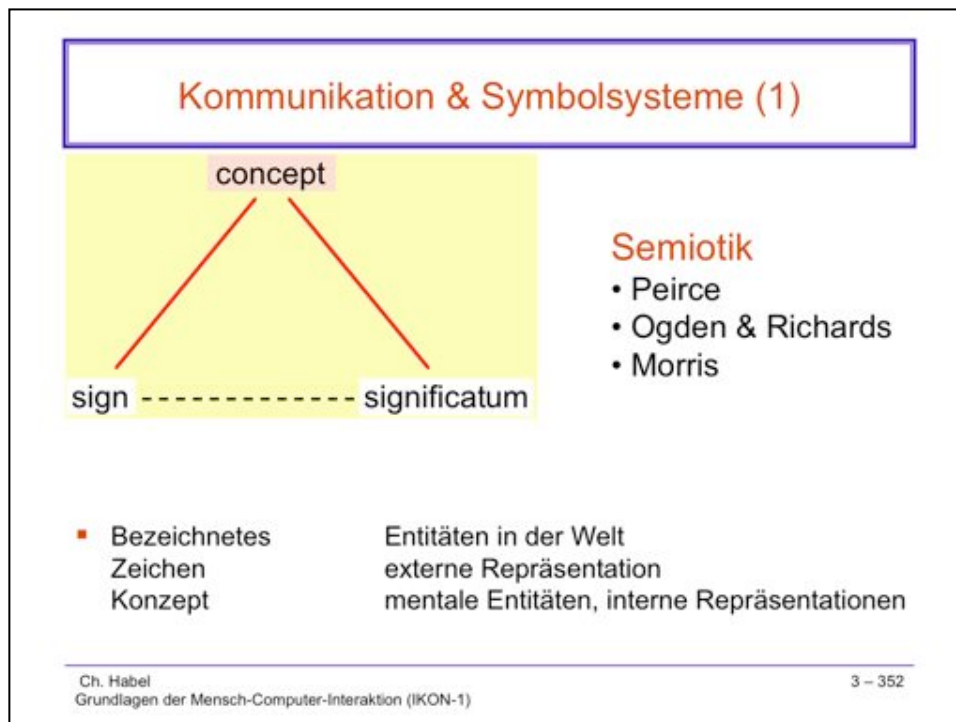 Kommunikation & Symbolsysteme (1)
concept
sign - - - - - - - - - - - - - significatum
Semiotik
• Peirce
• Ogden & Richards
• Morris
▪ Bezeichnetes Entitäten in der Welt
Zeichen externe Repräsentation
Konzept mentale Entitäten, interne Repräsentationen
Ch. Habel 3 – 352
Grundlagen der Mensch-Computer-Interaktion (IKON-1)